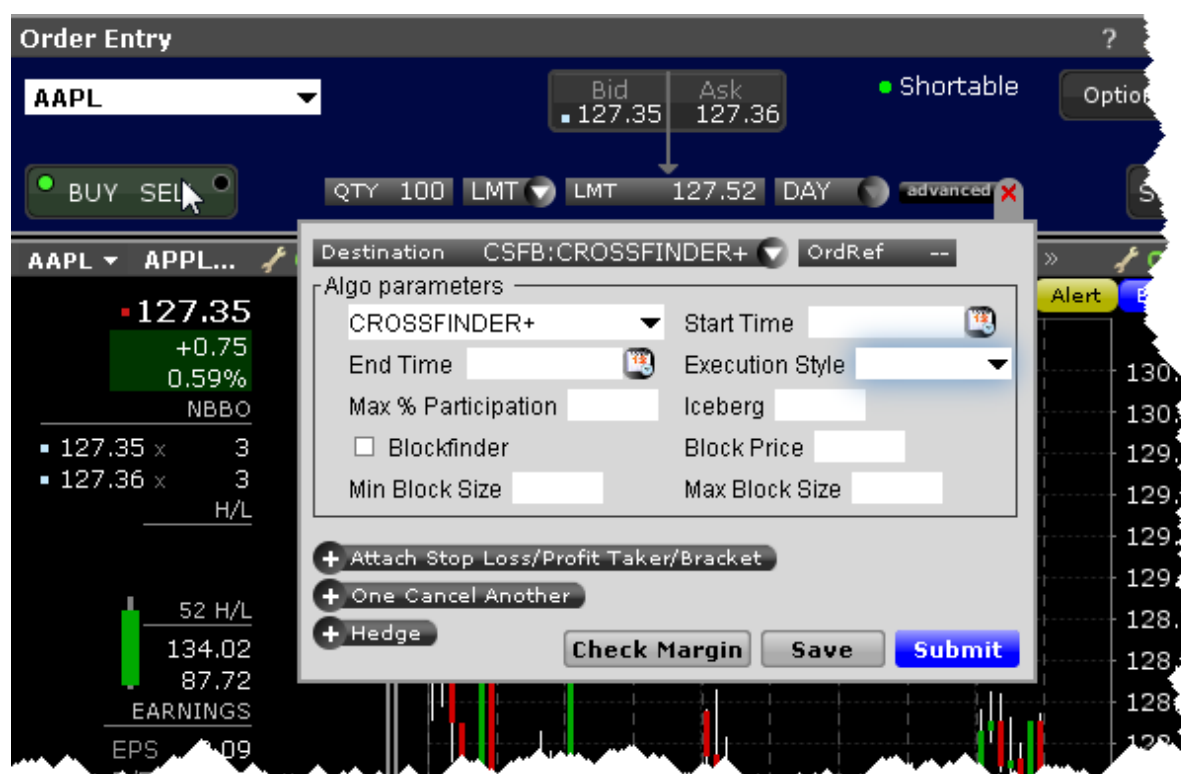 Order Entry ?
AAPL
Bid Ask
127.35 127.36
Shortable
BUY
QTY 100 LMT LMT 127.52 DAY advanced
AAPL APPL...
Destination CSFB:CROSSFINDER+ OrdRef --
»
Algo parameters
Alert
CROSSFINDER+ Start Time
End Time Execution Style
Max % Participation Iceberg
Blockfinder Block Price
Min Block Size Max Block Size
127.35
+0.75
0.59%
NBBO
127.35 x 3
127.36 x 3
H/L
Attach Stop Loss/Profit Taker/Bracket
One Cancel Another
Hedge
Check Margin Save Submit
52 H/L
134.02
87.72
EARNINGS
EPS